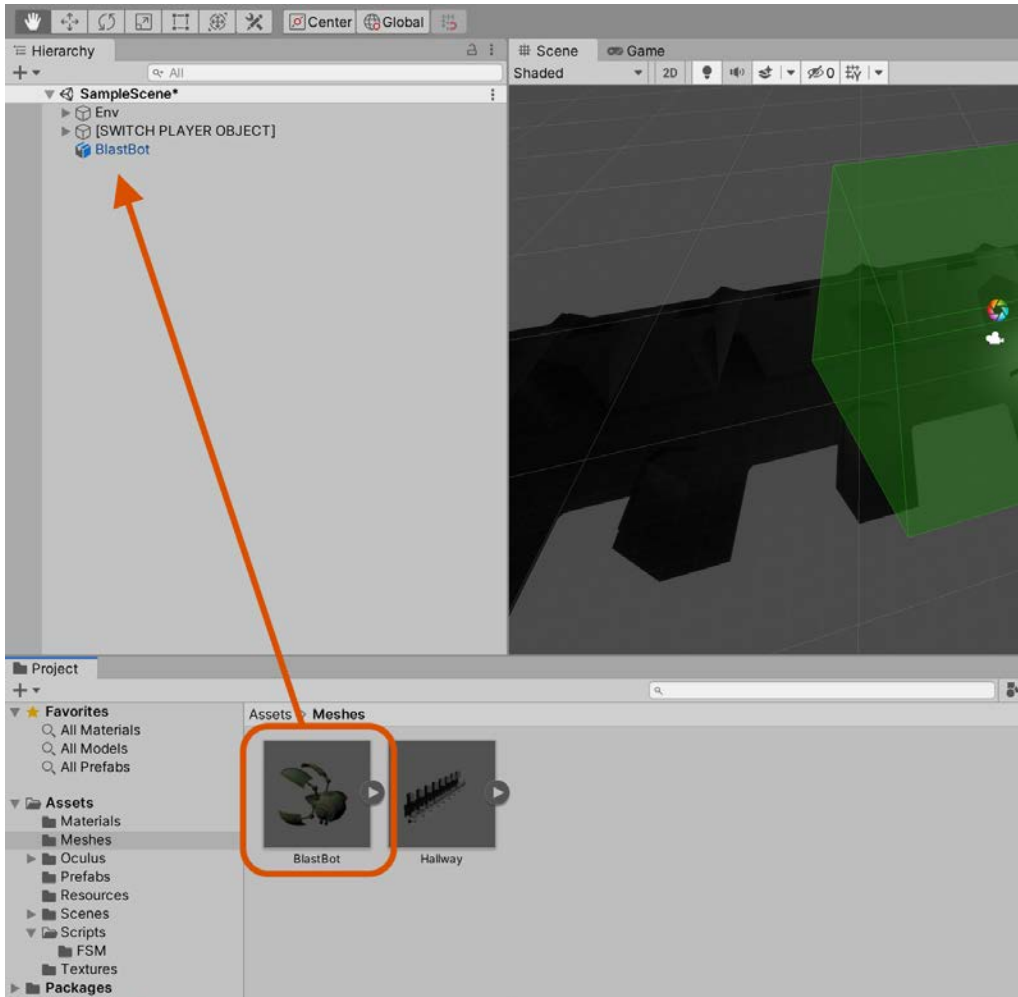 Center Global
Hierarchy
All
SampleScene*
Env
[SWITCH PLAYER OBJECT]
BlastBot
Scene Game
Shaded 2D 0
Project
Favorites
All Materials
All Models
All Prefabs
Assets
Materials
Meshes
Oculus
Prefabs
Resources
Scenes
Scripts
FSM
Textures
Packages
Assets > Meshes
BlastBot Hallway